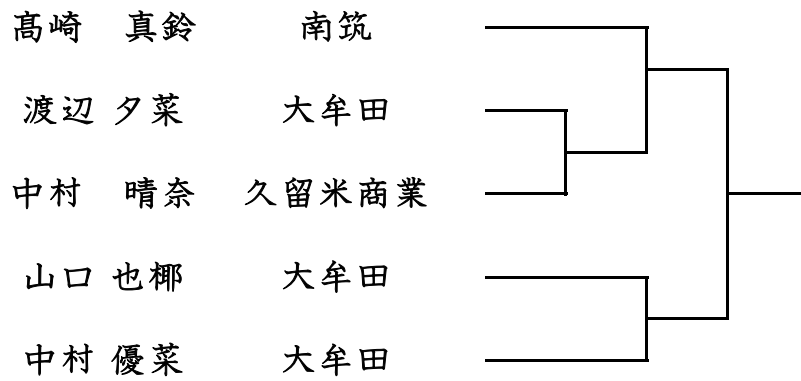 髙崎　真鈴 南筑
渡辺 夕菜 大牟田
中村　晴奈 久留米商業
山口 也椰 大牟田
中村 優菜 大牟田